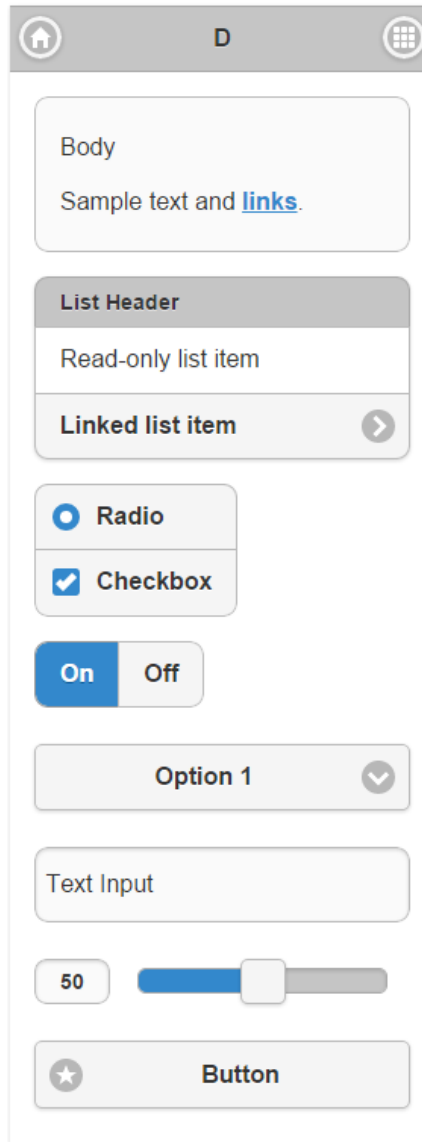 D
Body
Sample text and links.
List Header
Read-only list item
Linked list item
Radio
Checkbox
On Off
Option 1
Text Input
50
Button